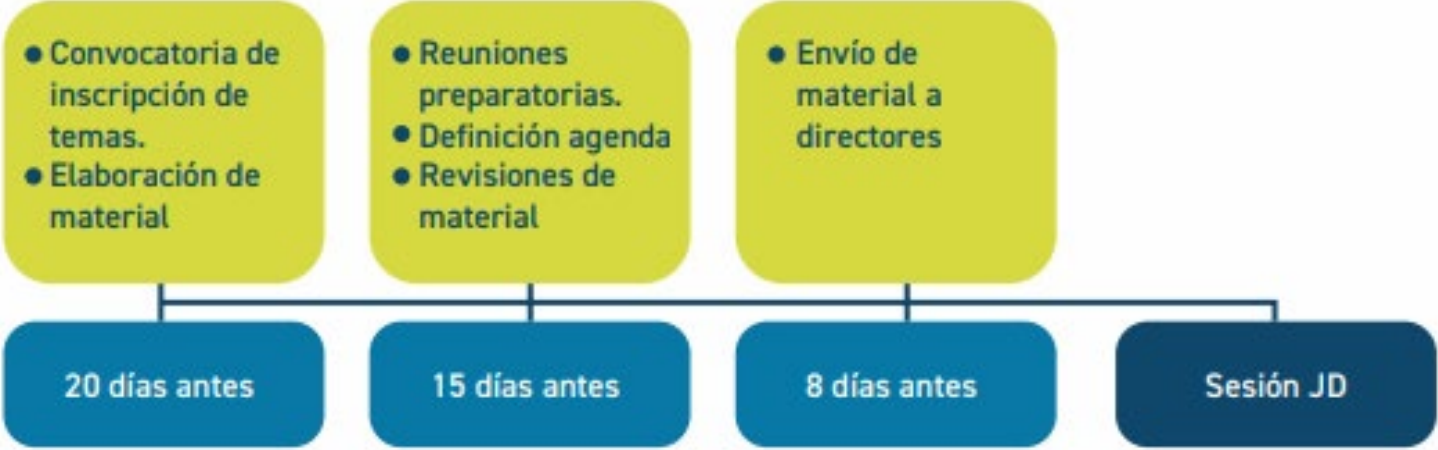 ● Convocatoria de
inscripción de
temas.
● Elaboración de
material
● Reuniones
preparatorias.
● Definición agenda
● Revisiones de
material
● Envío de
material a
directores
20 días antes
15 días antes
8 días antes
Sesión JD